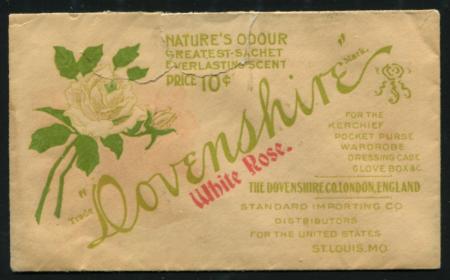 NATURE'S ODOUR
GREATEST-SACHET
EVERLASTING SCENT
PRICE 10¢
"Dovenshire"
Trade Mark.
White Rose.
FOR THE
KERCHIEF
POCKET PURSE
WARDROBE
DRESSING CASE
GLOVE BOX &C.
THE DOVENSHIRE CO. LONDON, ENGLAND
STANDARD IMPORTING CO
DISTRIBUTORS
FOR THE UNITED STATES
ST. LOUIS. MO.